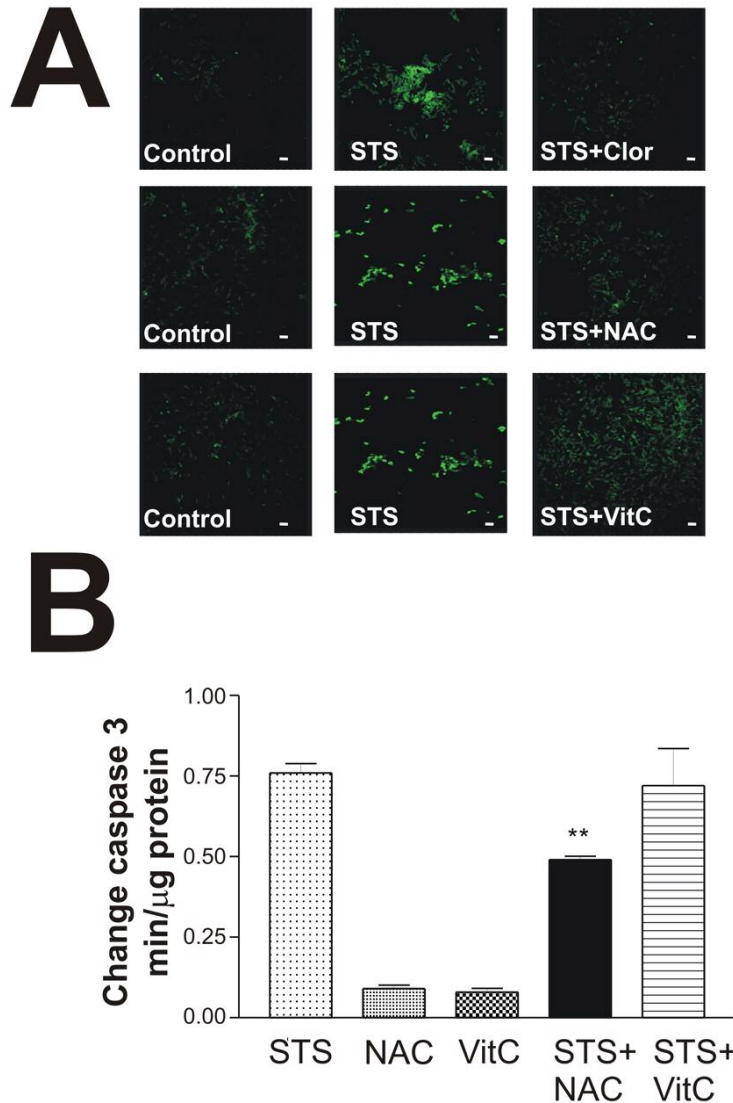 A
Control
STS
STS+Clor
Control
STS
STS+NAC
Control
STS
STS+VitC
B
Change caspase 3
min/μg protein
1.00
0.75
0.50
0.25
0.00
**
STS
NAC
VitC
STS+
NAC
STS+
VitC